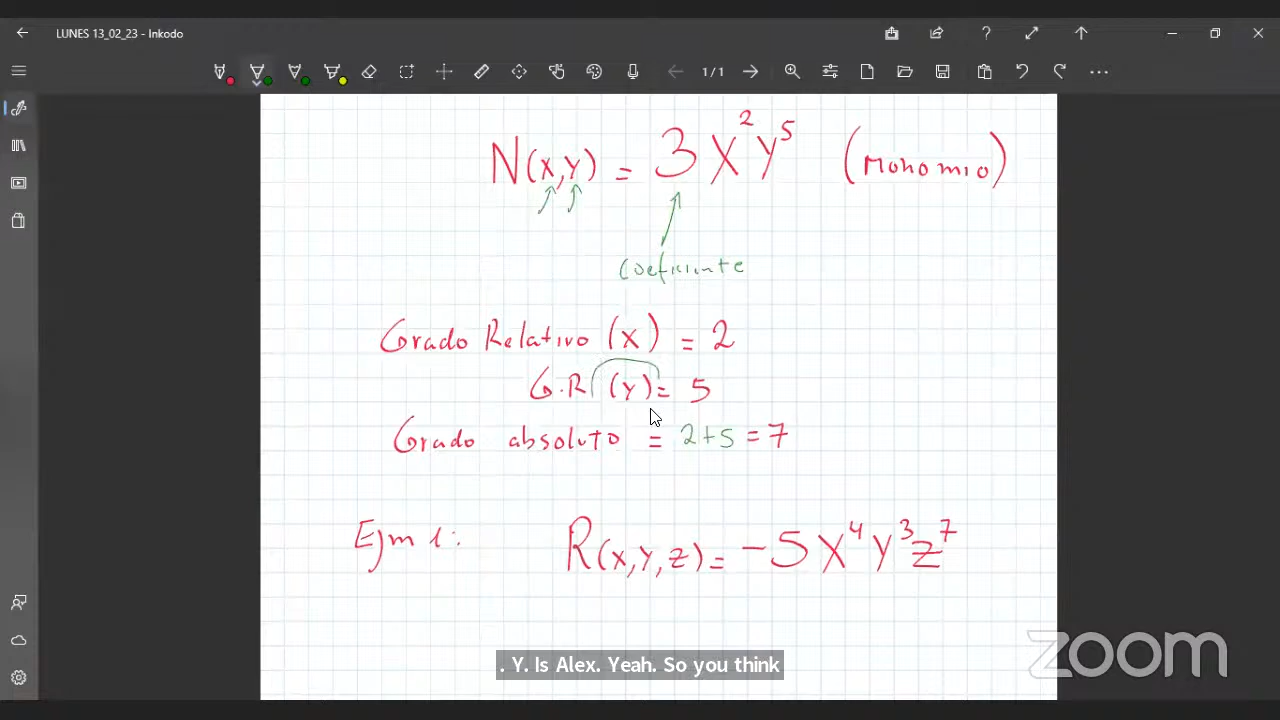 LUNES 13_02_23 - Inkodo
1 / 1
N(x,y) = 3x²y⁵ (Monomio)
Coeficiente
Grado Relativo (x) = 2
G.R (y) = 5
Grado absoluto = 2+5 = 7
Ejm 1: R(x,y,z) = -5x⁴y³z⁷
. Y. Is Alex. Yeah. So you think
zoom